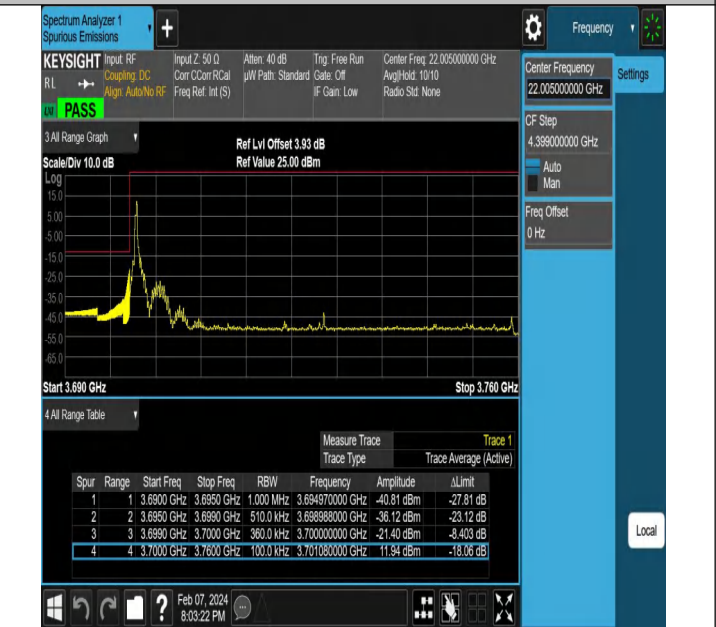 Spectrum Analyzer 1
Spurious Emissions
+
Frequency
KEYSIGHT
RL
PASS
Input: RF
Coupling: DC
Align: Auto/No RF
Input Z: 50 Ω
Corr CCorr RCal
Freq Ref: Int (S)
Atten: 40 dB
µW Path: Standard
Trig: Free Run
Gate: Off
IF Gain: Low
Center Freq: 22.005000000 GHz
Avg|Hold: 10/10
Radio Std: None
Center Frequency
22.005000000 GHz
Settings
CF Step
4.399000000 GHz
Auto
Man
Freq Offset
0 Hz
3 All Range Graph
Ref Lvl Offset 3.93 dB
Scale/Div 10.0 dB
Ref Value 25.00 dBm
Log
15.0
5.00
-5.00
-15.0
-25.0
-35.0
-45.0
-55.0
-65.0
Start 3.690 GHz
Stop 3.760 GHz
4 All Range Table
Measure Trace Trace 1
Trace Type Trace Average (Active)
Spur Range Start Freq Stop Freq RBW Frequency Amplitude ΔLimit
1 1 3.6900 GHz 3.6950 GHz 1.000 MHz 3.694970000 GHz -40.81 dBm -27.81 dB
2 2 3.6950 GHz 3.6990 GHz 510.0 kHz 3.698988000 GHz -36.12 dBm -23.12 dB
3 3 3.6990 GHz 3.7000 GHz 360.0 kHz 3.700000000 GHz -21.40 dBm -8.403 dB
4 4 3.7000 GHz 3.7600 GHz 100.0 kHz 3.701080000 GHz 11.94 dBm -18.06 dB
Local
?
Feb 07, 2024
8:03:22 PM